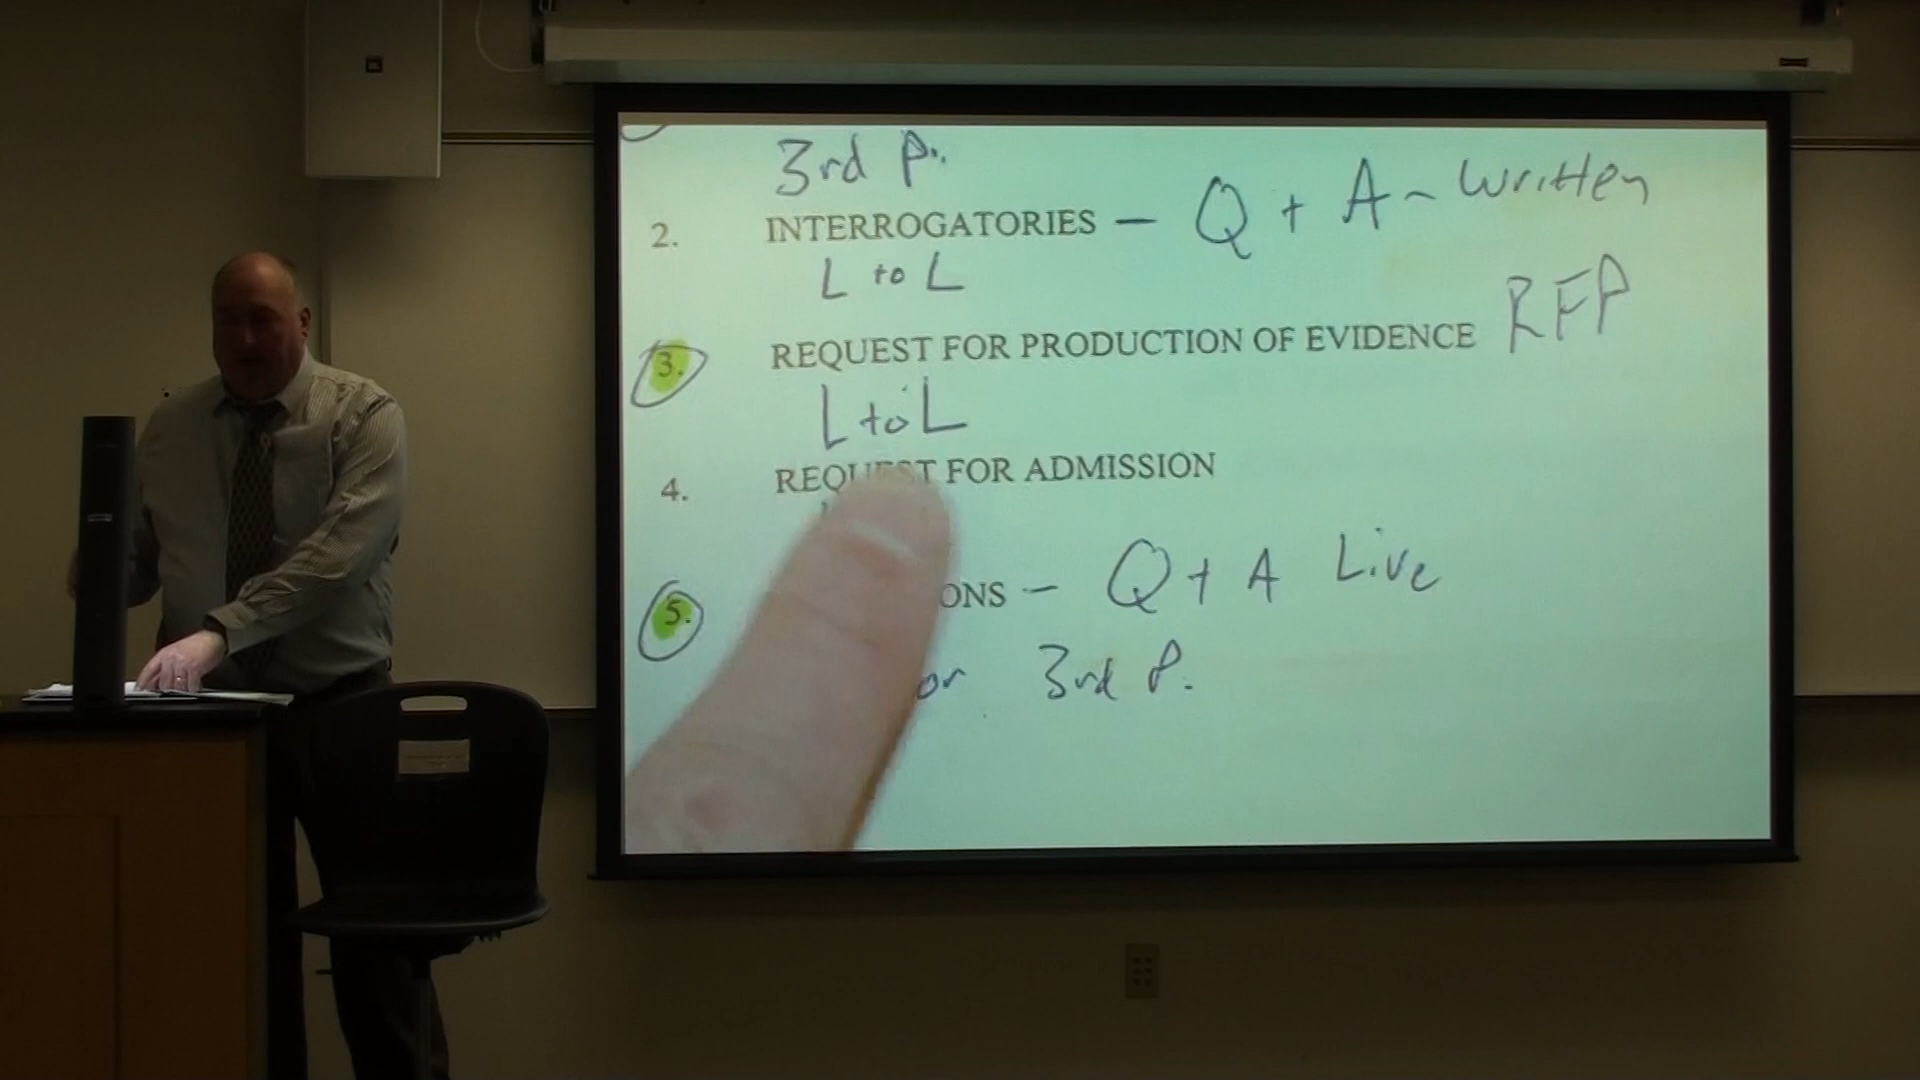 3rd P.
2. INTERROGATORIES — Q + A ~ Written
L to L
3. REQUEST FOR PRODUCTION OF EVIDENCE RFP
L to L
4. REQUEST FOR ADMISSION
5. ONS — Q + A Live
or 3rd P.